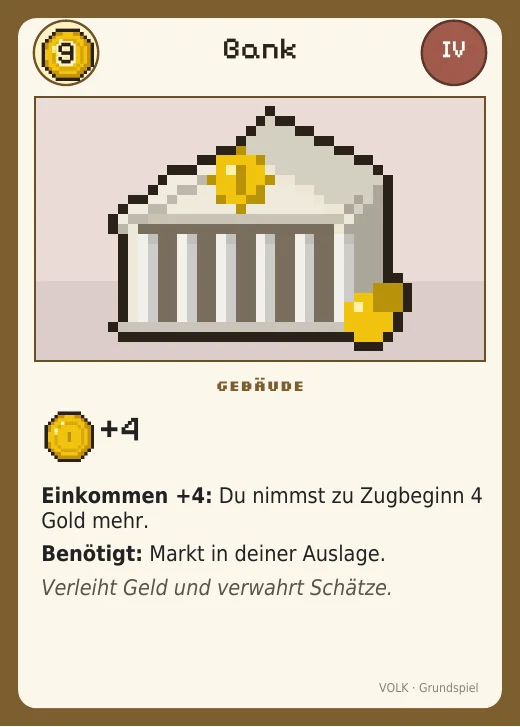 9
Bank
IV
GEBÄUDE
+4
Einkommen +4: Du nimmst zu Zugbeginn 4
Gold mehr.
Benötigt: Markt in deiner Auslage.
Verleiht Geld und verwahrt Schätze.
VOLK · Grundspiel